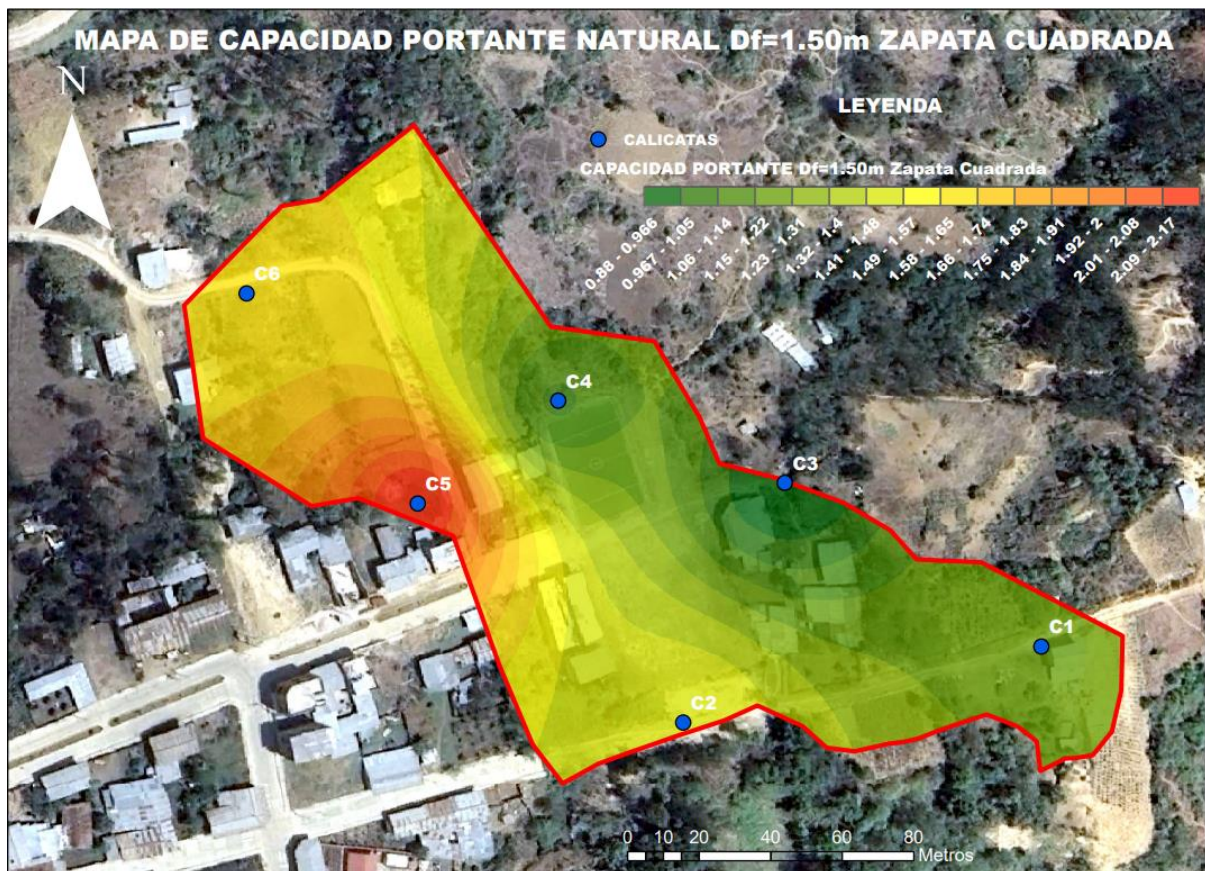 MAPA DE CAPACIDAD PORTANTE NATURAL Df=1.50m ZAPATA CUADRADA
N
LEYENDA
CALICATAS
CAPACIDAD PORTANTE Df=1.50m Zapata Cuadrada
0.88 - 0.966
0.967 - 1.05
1.06 - 1.14
1.15 - 1.22
1.23 - 1.31
1.32 - 1.4
1.41 - 1.48
1.49 - 1.57
1.58 - 1.65
1.66 - 1.74
1.75 - 1.83
1.84 - 1.91
1.92 - 2
2.01 - 2.08
2.09 - 2.17
C6
C4
C3
C5
C1
C2
0 10 20 40 60 80
Metros